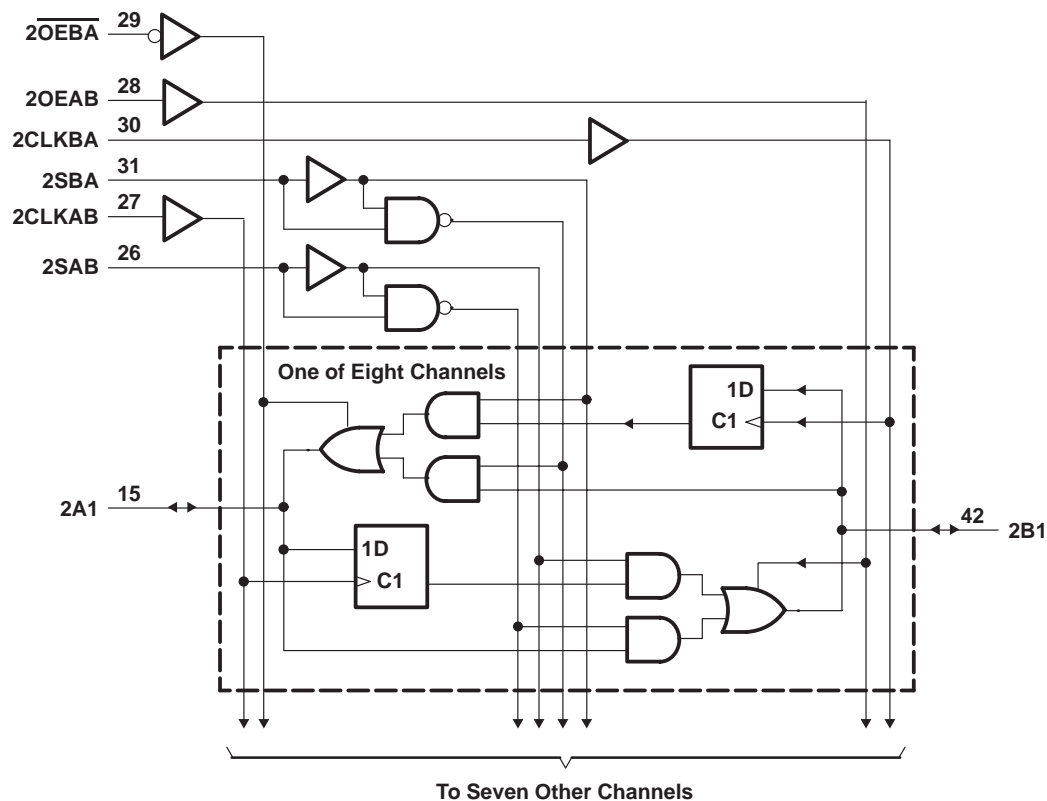 2O̅E̅B̅A̅ 29
2OEAB 28
2CLKBA 30
2SBA 31
2CLKAB 27
2SAB 26
One of Eight Channels
1D
C1
2A1 15
42 2B1
1D
C1
To Seven Other Channels